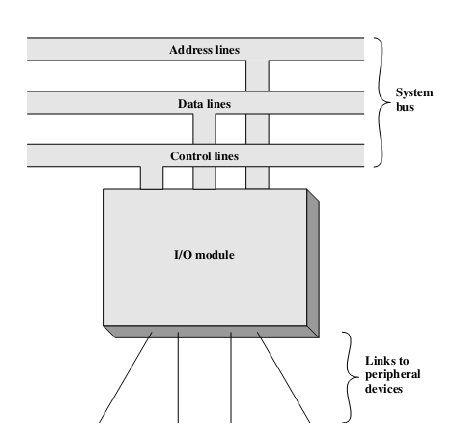 Address lines
Data lines
Control lines
System
bus
I/O module
Links to
peripheral
devices